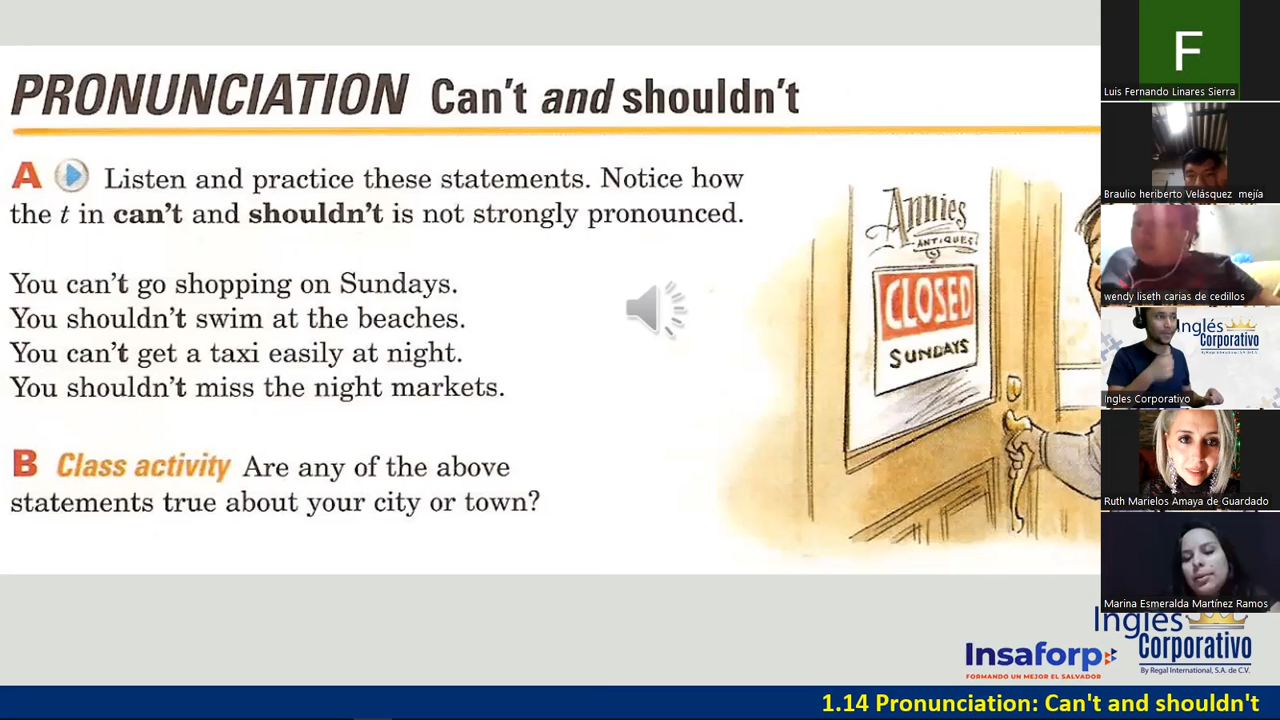 PRONUNCIATION Can't and shouldn't
A Listen and practice these statements. Notice how
the t in can't and shouldn't is not strongly pronounced.
You can't go shopping on Sundays.
You shouldn't swim at the beaches.
You can't get a taxi easily at night.
You shouldn't miss the night markets.
B Class activity Are any of the above
statements true about your city or town?
Annies
ANTIQUES
CLOSED
SUNDAYS
F
Luis Fernando Linares Sierra
Braulio heriberto Velásquez mejía
wendy liseth carias de cedillos
Inglés
Corporativo
By Regal International, S.A. de C.V.
Ingles Corporativo
Ruth Marielos Amaya de Guardado
Marina Esmeralda Martínez Ramos
Insaforp
FORMANDO UN MEJOR EL SALVADOR
Inglés
Corporativo
By Regal International, S.A. de C.V.
1.14 Pronunciation: Can't and shouldn't